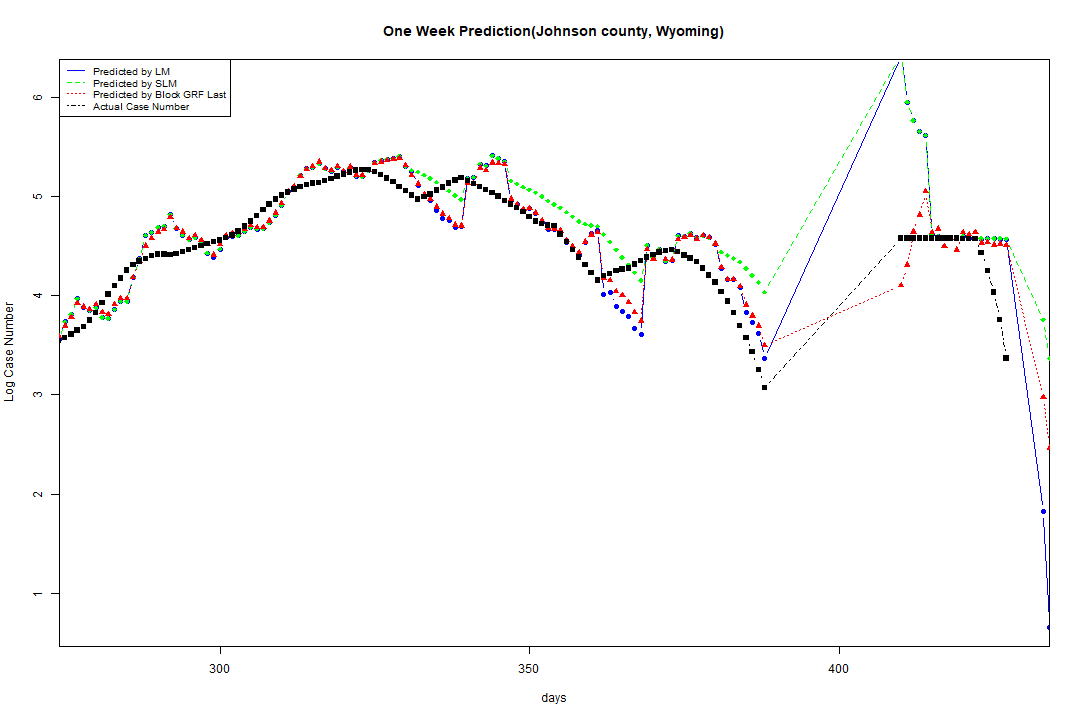 One Week Prediction(Johnson county, Wyoming)
Predicted by LM
Predicted by SLM
Predicted by Block GRF Last
Actual Case Number
6
5
4
3
2
1
Log Case Number
300
350
400
days